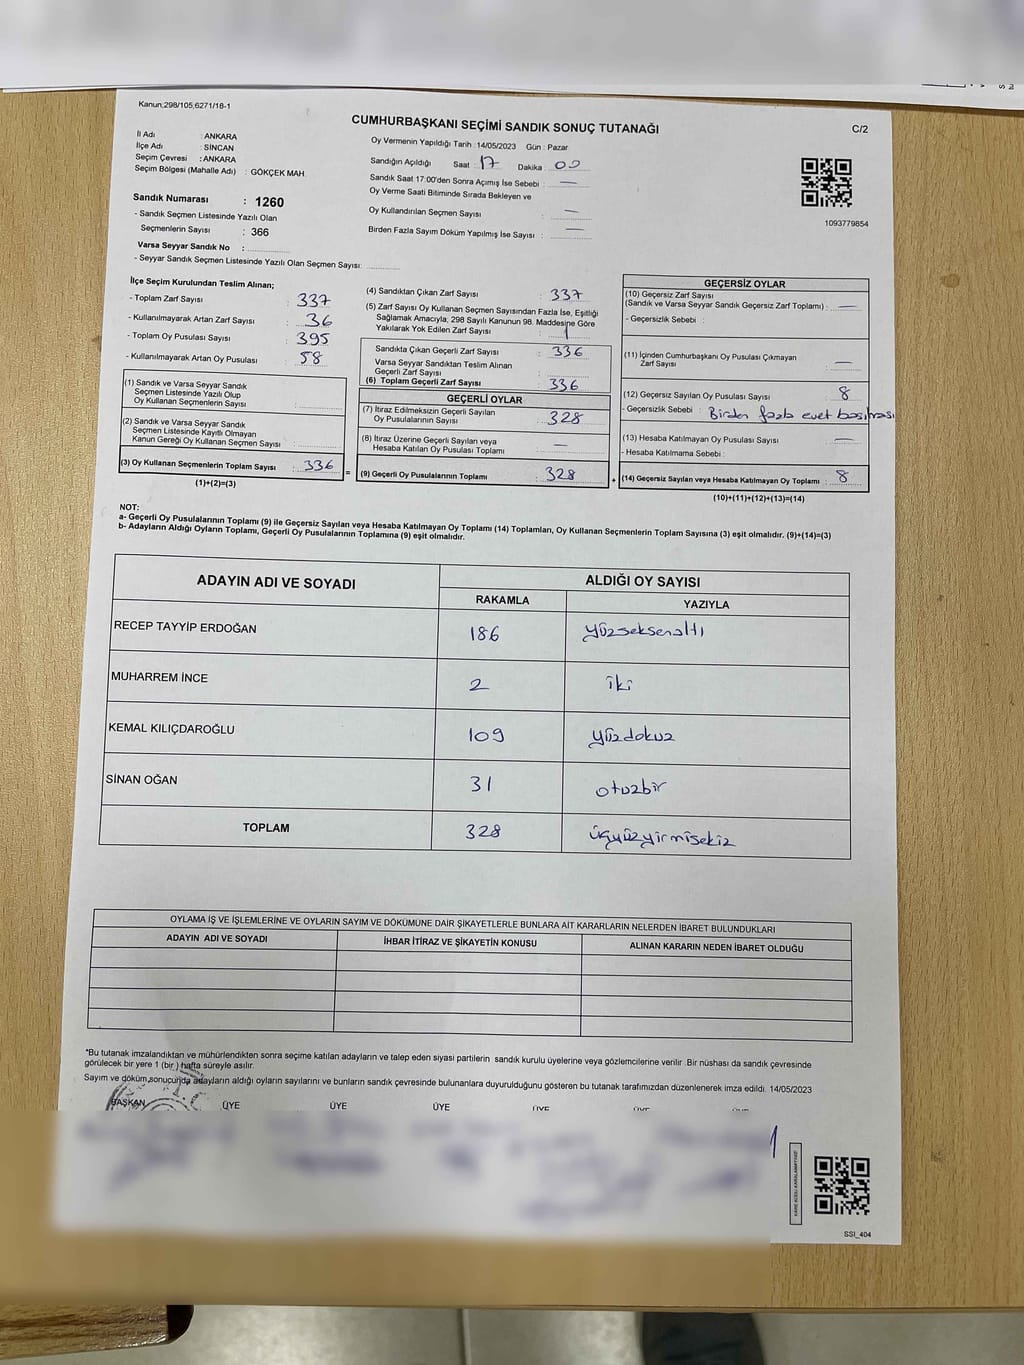 Kanun;298/105,6271/18-1
CUMHURBAŞKANI SEÇİMİ SANDIK SONUÇ TUTANAĞI
C/2
İl Adı : ANKARA
İlçe Adı : SİNCAN
Seçim Çevresi : ANKARA
Seçim Bölgesi (Mahalle Adı) : GÖKÇEK MAH.
Sandık Numarası : 1260
- Sandık Seçmen Listesinde Yazılı Olan
Seçmenlerin Sayısı : 366
Varsa Seyyar Sandık No :
- Seyyar Sandık Seçmen Listesinde Yazılı Olan Seçmen Sayısı:
Oy Vermenin Yapıldığı Tarih :14/05/2023 Gün : Pazar
Sandığın Açıldığı Saat : 17 Dakika : 00
Sandık Saat 17:00'den Sonra Açımış İse Sebebi : —
Oy Verme Saati Bitiminde Sırada Bekleyen ve
Oy Kullandırılan Seçmen Sayısı : —
Birden Fazla Sayım Döküm Yapılmış İse Sayısı : —
1093779854
İlçe Seçim Kurulundan Teslim Alınan;
- Toplam Zarf Sayısı : 337
- Kullanılmayarak Artan Zarf Sayısı : 36
- Toplam Oy Pusulası Sayısı : 395
- Kullanılmayarak Artan Oy Pusulası : 58
(1) Sandık ve Varsa Seyyar Sandık
Seçmen Listesinde Yazılı Olup
Oy Kullanan Seçmenlerin Sayısı :
(2) Sandık ve Varsa Seyyar Sandık
Seçmen Listesinde Kayıtlı Olmayan
Kanun Gereği Oy Kullanan Seçmen Sayısı :
(3) Oy Kullanan Seçmenlerin Toplam Sayısı : 336
(1)+(2)=(3)
(4) Sandıktan Çıkan Zarf Sayısı : 337
(5) Zarf Sayısı Oy Kullanan Seçmen Sayısından Fazla İse, Eşitliği
Sağlamak Amacıyla, 298 Sayılı Kanunun 98. Maddesine Göre
Yakılarak Yok Edilen Zarf Sayısı : 1
Sandıkta Çıkan Geçerli Zarf Sayısı : 336
Varsa Seyyar Sandıktan Teslim Alınan
Geçerli Zarf Sayısı :
(6) Toplam Geçerli Zarf Sayısı : 336
=
GEÇERLİ OYLAR
(7) İtiraz Edilmeksizin Geçerli Sayılan
Oy Pusulalarının Sayısı : 328
(8) İtiraz Üzerine Geçerli Sayılan veya
Hesaba Katılan Oy Pusulası Toplamı : —
(9) Geçerli Oy Pusulalarının Toplamı : 328
+
GEÇERSİZ OYLAR
(10) Geçersiz Zarf Sayısı
(Sandık ve Varsa Seyyar Sandık Geçersiz Zarf Toplamı) : —
- Geçersizlik Sebebi :
(11) İçinden Cumhurbaşkanı Oy Pusulası Çıkmayan
Zarf Sayısı : —
(12) Geçersiz Sayılan Oy Pusulası Sayısı : 8
- Geçersizlik Sebebi : Birden fazla evet basılması
(13) Hesaba Katılmayan Oy Pusulası Sayısı : —
- Hesaba Katılmama Sebebi :
(14) Geçersiz Sayılan veya Hesaba Katılmayan Oy Toplamı : 8
(10)+(11)+(12)+(13)=(14)
NOT:
a- Geçerli Oy Pusulalarının Toplamı (9) ile Geçersiz Sayılan veya Hesaba Katılmayan Oy Toplamı (14) Toplamları, Oy Kullanan Seçmenlerin Toplam Sayısına (3) eşit olmalıdır. (9)+(14)=(3)
b- Adayların Aldığı Oyların Toplamı, Geçerli Oy Pusulalarının Toplamına (9) eşit olmalıdır.
ADAYIN ADI VE SOYADI ALDIĞI OY SAYISI
RAKAMLA YAZIYLA
RECEP TAYYİP ERDOĞAN 186 yüzseksenaltı
MUHARREM İNCE 2 iki
KEMAL KILIÇDAROĞLU 109 yüzdokuz
SİNAN OĞAN 31 otuzbir
TOPLAM 328 üçyüzyirmisekiz
OYLAMA İŞ VE İŞLEMLERİNE VE OYLARIN SAYIM VE DÖKÜMÜNE DAİR ŞİKAYETLERLE BUNLARA AİT KARARLARIN NELERDEN İBARET BULUNDUKLARI
ADAYIN ADI VE SOYADI İHBAR İTİRAZ VE ŞİKAYETİN KONUSU ALINAN KARARIN NEDEN İBARET OLDUĞU
*Bu tutanak imzalandıktan ve mühürlendikten sonra seçime katılan adayların ve talep eden siyasi partilerin sandık kurulu üyelerine veya gözlemcilerine verilir. Bir nüshası da sandık çevresinde
görülecek bir yere 1 (bir ) hafta süreyle asılır.
Sayım ve döküm sonucunda adayların aldığı oyların sayılarını ve bunların sandık çevresinde bulunanlara duyurulduğunu gösteren bu tutanak tarafımızdan düzenlenerek imza edildi. 14/05/2023
BAŞKAN ÜYE ÜYE ÜYE ÜYE ÜYE ÜYE
SSI_404